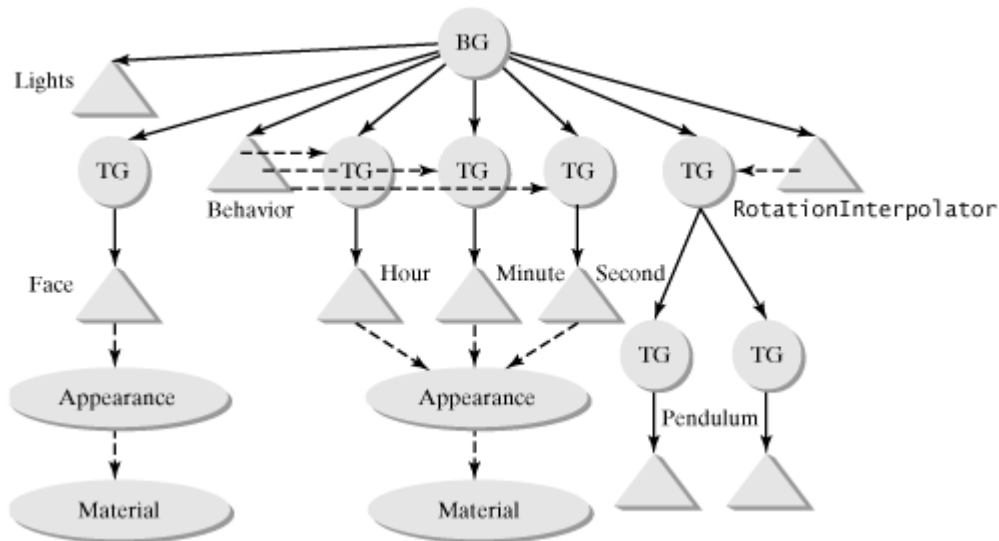 BG
Lights
TG
TG
TG
TG
TG
Behavior
RotationInterpolator
Face
Hour
Minute
Second
TG
TG
Appearance
Appearance
Pendulum
Material
Material